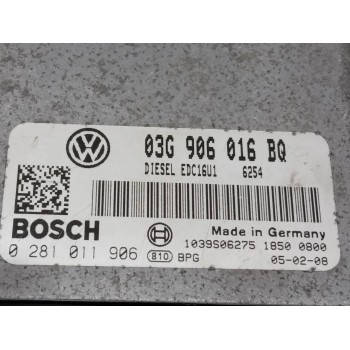 03G 906 016 BQ
DIESEL EDC16U1 6254
BOSCH
Made in Germany
1039S06275 1850 0800
0 281 011 906 810 BPG 05-02-08